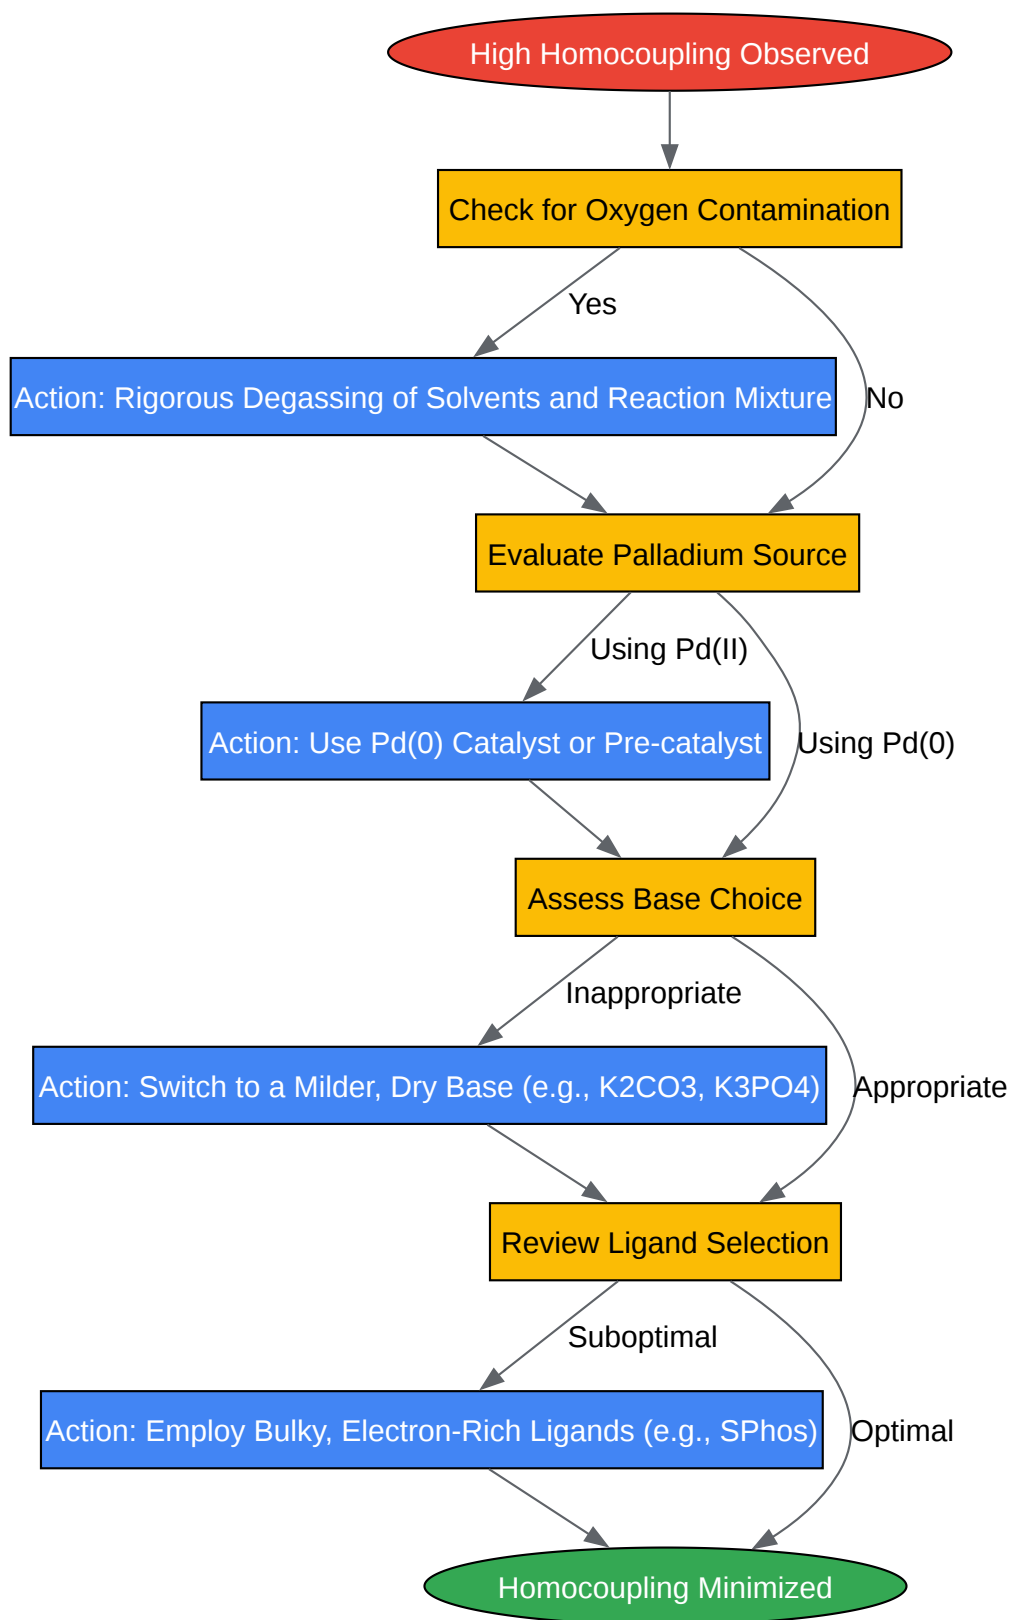 High Homocoupling Observed
Check for Oxygen Contamination
Yes
Action: Rigorous Degassing of Solvents and Reaction Mixture
No
Evaluate Palladium Source
Using Pd(II)
Action: Use Pd(0) Catalyst or Pre-catalyst
Using Pd(0)
Assess Base Choice
Inappropriate
Action: Switch to a Milder, Dry Base (e.g., K2CO3, K3PO4)
Appropriate
Review Ligand Selection
Suboptimal
Action: Employ Bulky, Electron-Rich Ligands (e.g., SPhos)
Optimal
Homocoupling Minimized